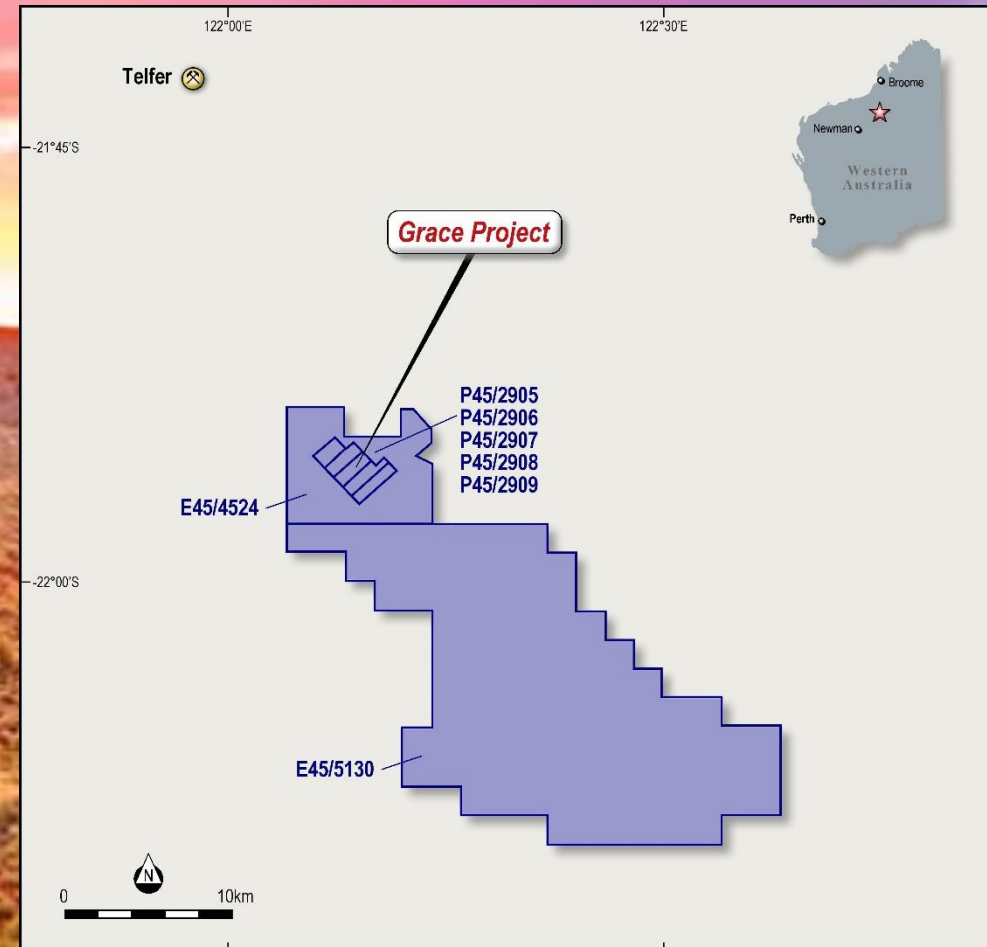 122°00'E
122°30'E
Telfer
Broome
Newman
-21°45'S
Western
Australia
Perth
Grace Project
P45/2905
P45/2906
P45/2907
P45/2908
P45/2909
E45/4524
-22°00'S
E45/5130
N
0
10km